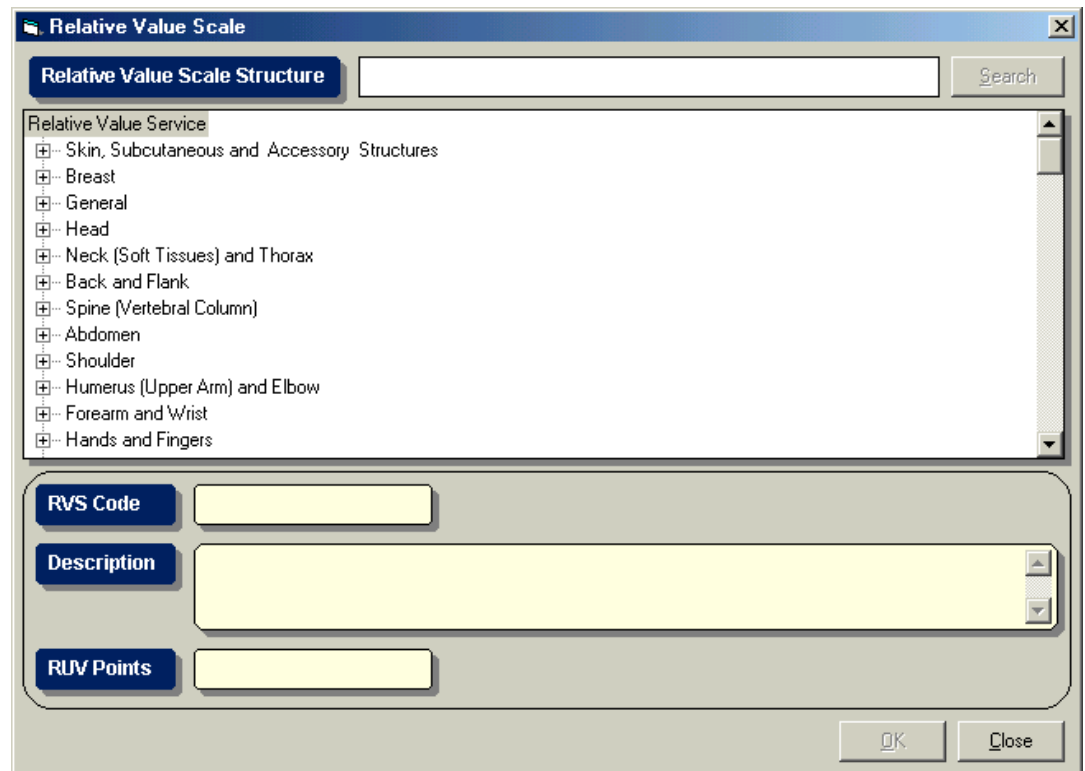 Relative Value Scale
Relative Value Scale Structure
Search
Relative Value Service
Skin, Subcutaneous and Accessory Structures
Breast
General
Head
Neck (Soft Tissues) and Thorax
Back and Flank
Spine (Vertebral Column)
Abdomen
Shoulder
Humerus (Upper Arm) and Elbow
Forearm and Wrist
Hands and Fingers
RVS Code
Description
RUV Points
OK
Close